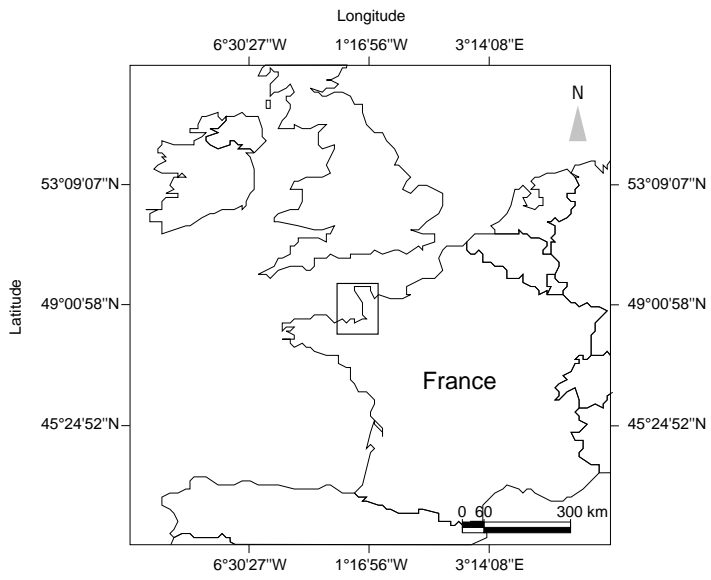 Longitude
6°30'27"W 1°16'56"W 3°14'08"E
N
53°09'07"N 53°09'07"N
Latitude
49°00'58"N 49°00'58"N
France
45°24'52"N 45°24'52"N
0 60 300 km
6°30'27"W 1°16'56"W 3°14'08"E